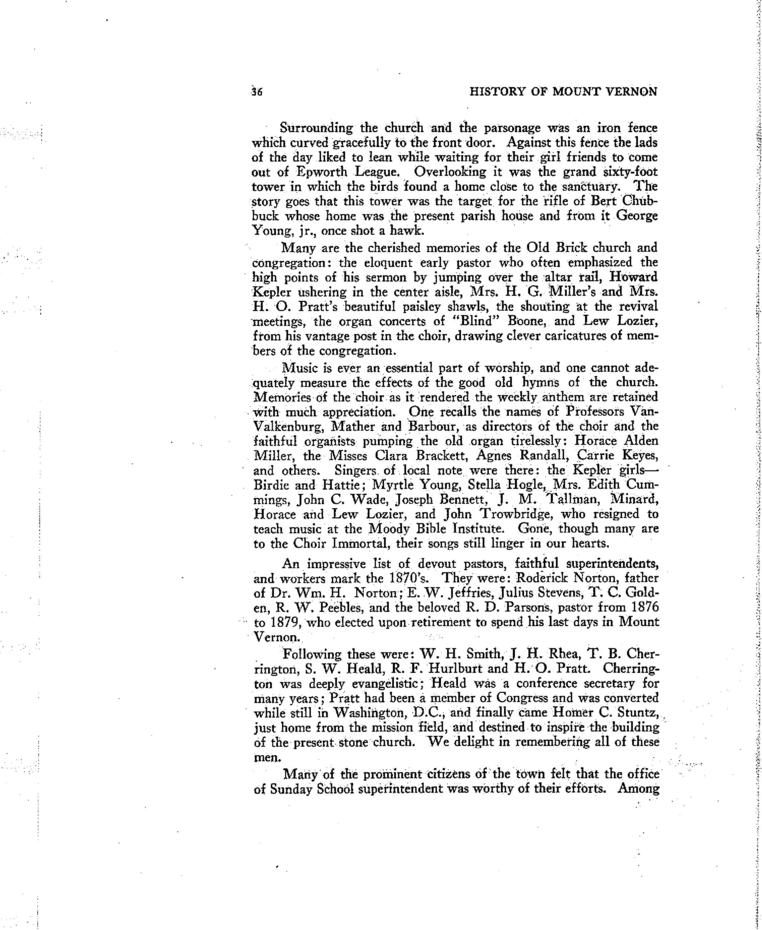 36 HISTORY OF MOUNT VERNON
Surrounding the church and the parsonage was an iron fence
which curved gracefully to the front door. Against this fence the lads
of the day liked to lean while waiting for their girl friends to come
out of Epworth League. Overlooking it was the grand sixty-foot
tower in which the birds found a home close to the sanctuary. The
story goes that this tower was the target for the rifle of Bert Chub-
buck whose home was the present parish house and from it George
Young, jr., once shot a hawk.
Many are the cherished memories of the Old Brick church and
congregation: the eloquent early pastor who often emphasized the
high points of his sermon by jumping over the altar rail, Howard
Kepler ushering in the center aisle, Mrs. H. G. Miller's and Mrs.
H. O. Pratt's beautiful paisley shawls, the shouting at the revival
meetings, the organ concerts of "Blind" Boone, and Lew Lozier,
from his vantage post in the choir, drawing clever caricatures of mem-
bers of the congregation.
Music is ever an essential part of worship, and one cannot ade-
quately measure the effects of the good old hymns of the church.
Memories of the choir as it rendered the weekly anthem are retained
with much appreciation. One recalls the names of Professors Van-
Valkenburg, Mather and Barbour, as directors of the choir and the
faithful organists pumping the old organ tirelessly: Horace Alden
Miller, the Misses Clara Brackett, Agnes Randall, Carrie Keyes,
and others. Singers of local note were there: the Kepler girls—
Birdie and Hattie; Myrtle Young, Stella Hogle, Mrs. Edith Cum-
mings, John C. Wade, Joseph Bennett, J. M. Tallman, Minard,
Horace and Lew Lozier, and John Trowbridge, who resigned to
teach music at the Moody Bible Institute. Gone, though many are
to the Choir Immortal, their songs still linger in our hearts.
An impressive list of devout pastors, faithful superintendents,
and workers mark the 1870's. They were: Roderick Norton, father
of Dr. Wm. H. Norton; E. W. Jeffries, Julius Stevens, T. C. Gold-
en, R. W. Peebles, and the beloved R. D. Parsons, pastor from 1876
to 1879, who elected upon retirement to spend his last days in Mount
Vernon.
Following these were: W. H. Smith, J. H. Rhea, T. B. Cher-
rington, S. W. Heald, R. F. Hurlburt and H. O. Pratt. Cherring-
ton was deeply evangelistic; Heald was a conference secretary for
many years; Pratt had been a member of Congress and was converted
while still in Washington, D.C., and finally came Homer C. Stuntz,
just home from the mission field, and destined to inspire the building
of the present stone church. We delight in remembering all of these
men.
Many of the prominent citizens of the town felt that the office
of Sunday School superintendent was worthy of their efforts. Among